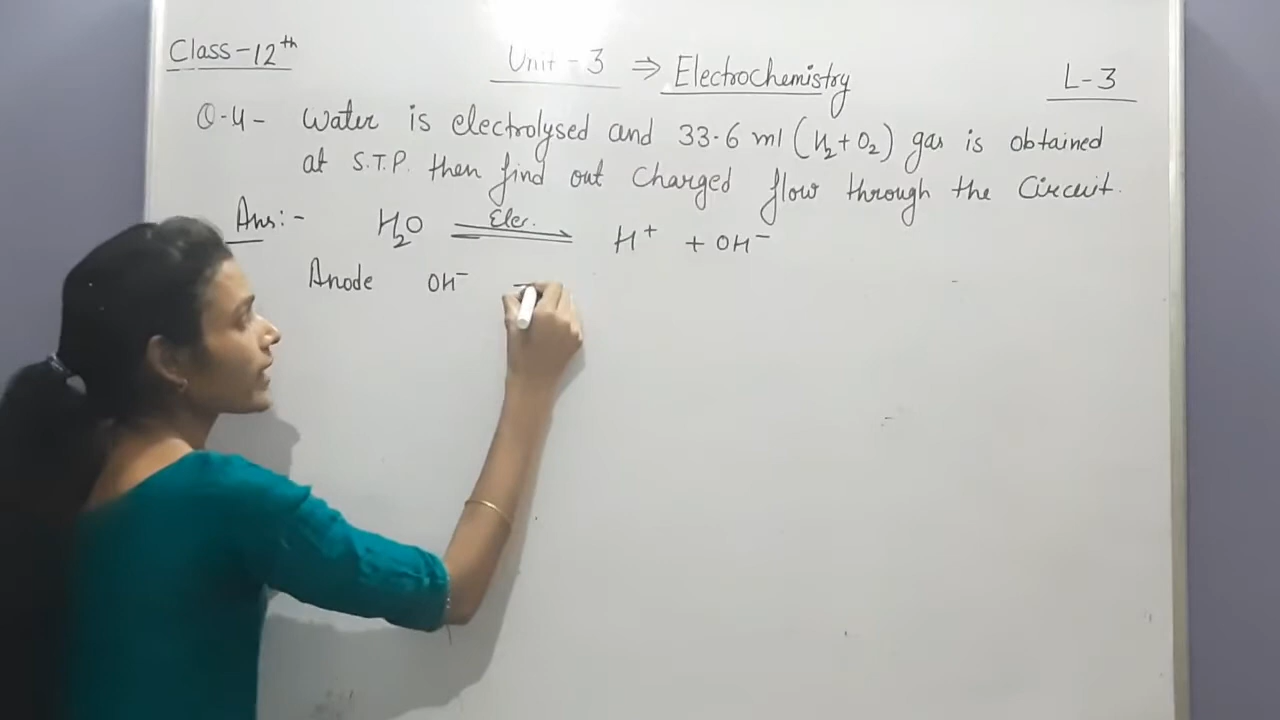 Class-12th
Unit-3 ⇒ Electrochemistry
L-3
Q-4- Water is electrolysed and 33.6 ml (H₂+O₂) gas is obtained
at S.T.P. then find out Charged flow through the Circuit.
Ans:- H₂O Elec. ⇌ H⁺ + OH⁻
Anode OH⁻